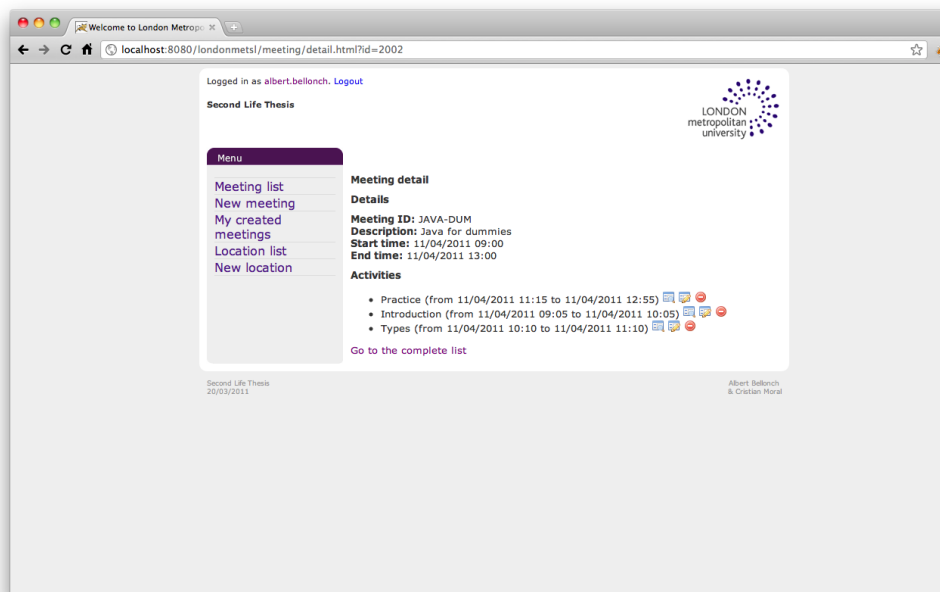 Welcome to London Metropo
localhost:8080/londonmetsl/meeting/detail.html?id=2002
Logged in as albert.bellonch. Logout
Second Life Thesis
LONDON
metropolitan
university
Menu
Meeting list
New meeting
My created
meetings
Location list
New location
Meeting detail
Details
Meeting ID: JAVA-DUM
Description: Java for dummies
Start time: 11/04/2011 09:00
End time: 11/04/2011 13:00
Activities
Practice (from 11/04/2011 11:15 to 11/04/2011 12:55)
Introduction (from 11/04/2011 09:05 to 11/04/2011 10:05)
Types (from 11/04/2011 10:10 to 11/04/2011 11:10)
Go to the complete list
Second Life Thesis
20/03/2011
Albert Bellonch
& Cristian Moral